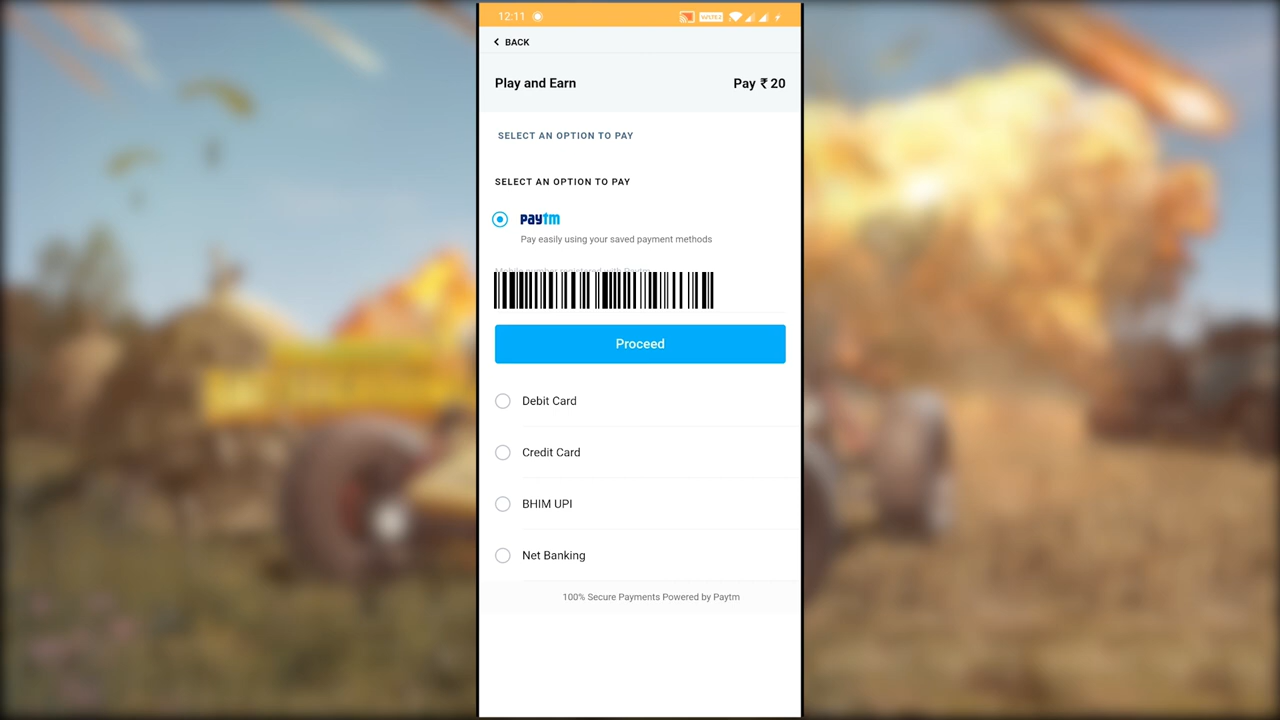 12:11
VoLTE2
BACK
Play and Earn
Pay ₹ 20
SELECT AN OPTION TO PAY
SELECT AN OPTION TO PAY
paytm
Pay easily using your saved payment methods
Proceed
Debit Card
Credit Card
BHIM UPI
Net Banking
100% Secure Payments Powered by Paytm